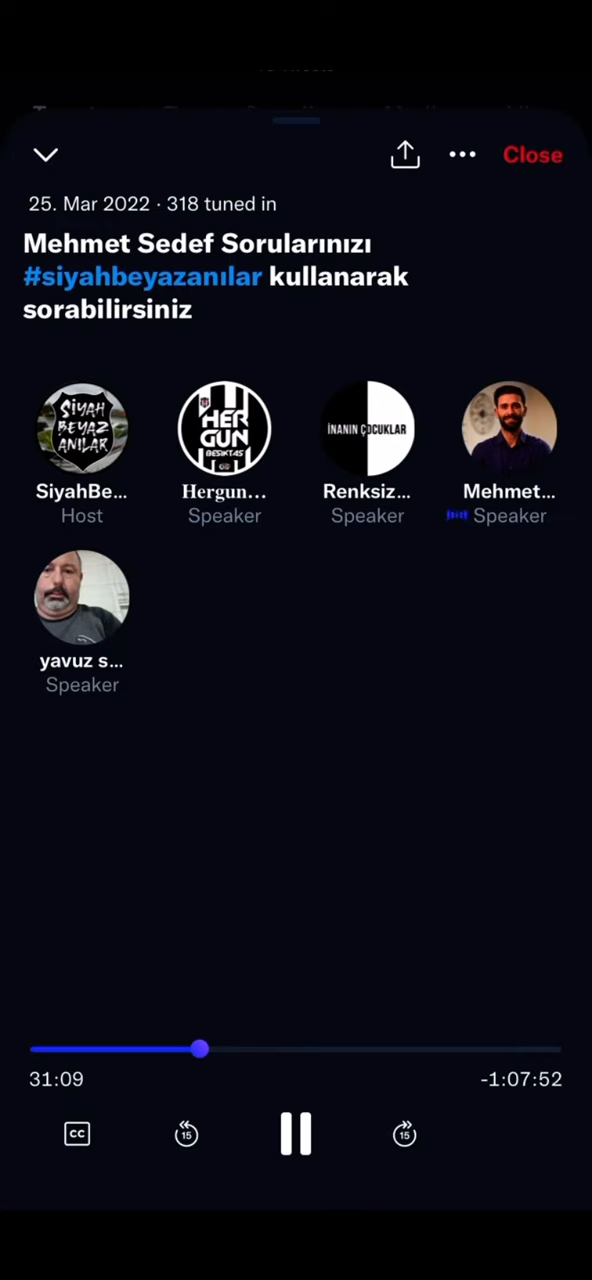 Close
25. Mar 2022 · 318 tuned in
Mehmet Sedef Sorularınızı
#siyahbeyazanılar kullanarak
sorabilirsiniz
SİYAH
BEYAZ
ANILAR
HER
GÜN
BEŞİKTAŞ
İNANIN ÇOCUKLAR
SiyahBe... Hergun... Renksiz... Mehmet...
Host Speaker Speaker Speaker
yavuz s...
Speaker
31:09 -1:07:52
CC 15 15